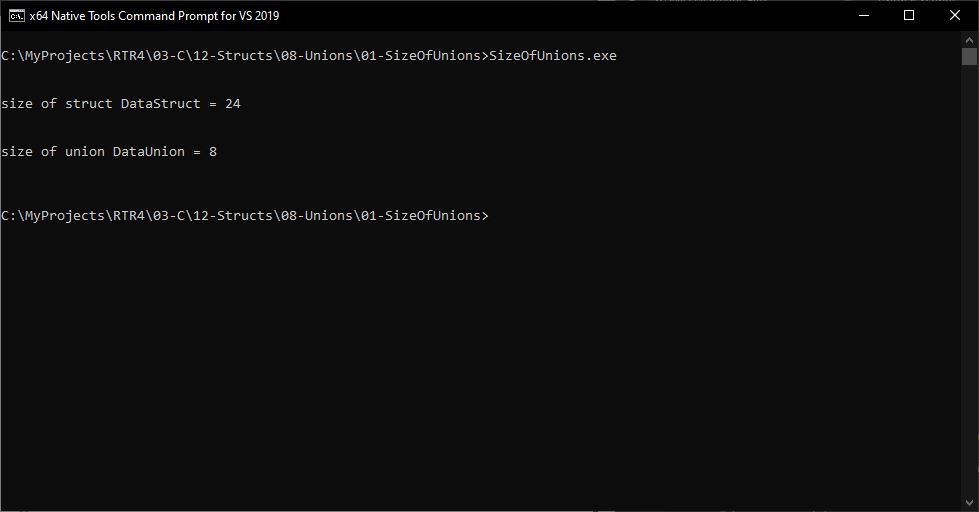 x64 Native Tools Command Prompt for VS 2019
C:\MyProjects\RTR4\03-C\12-Structs\08-Unions\01-SizeOfUnions>SizeOfUnions.exe
size of struct DataStruct = 24
size of union DataUnion = 8
C:\MyProjects\RTR4\03-C\12-Structs\08-Unions\01-SizeOfUnions>